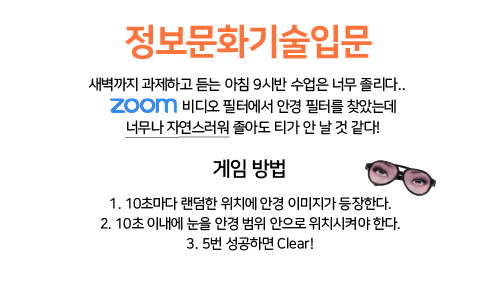 정보문화기술입문
새벽까지 과제하고 듣는 아침 9시반 수업은 너무 졸리다..
zoom 비디오 필터에서 안경 필터를 찾았는데
너무나 자연스러워 졸아도 티가 안 날 것 같다!
게임 방법
1. 10초마다 랜덤한 위치에 안경 이미지가 등장한다.
2. 10초 이내에 눈을 안경 범위 안으로 위치시켜야 한다.
3. 5번 성공하면 Clear!